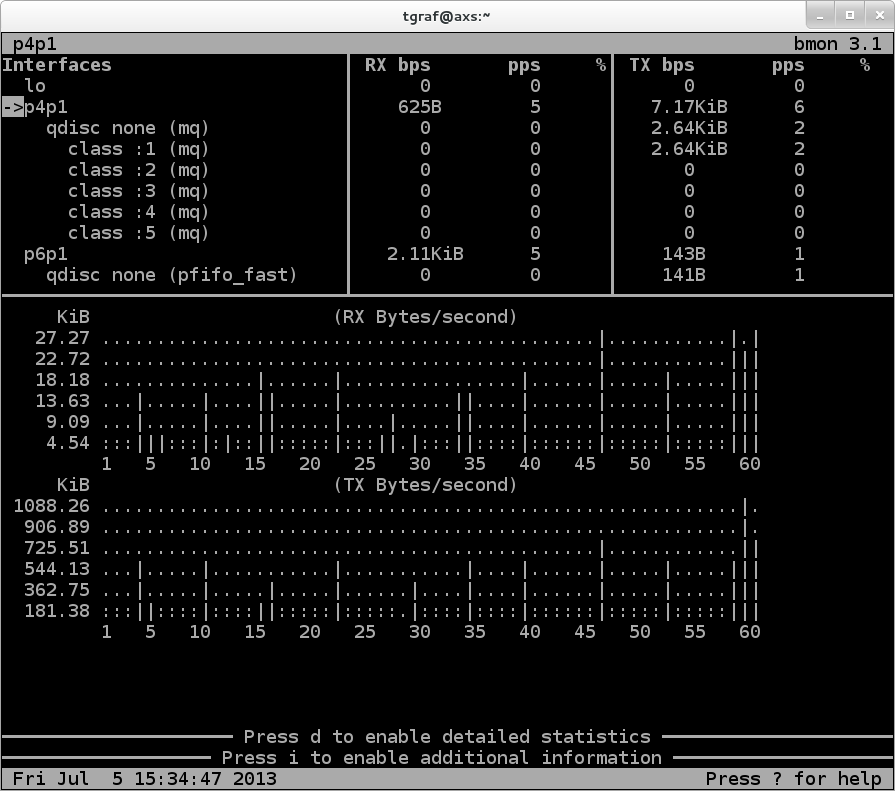 tgraf@axs:~
p4p1 bmon 3.1
Interfaces RX bps pps % TX bps pps %
lo 0 0 0 0
->p4p1 625B 5 7.17KiB 6
qdisc none (mq) 0 0 2.64KiB 2
class :1 (mq) 0 0 2.64KiB 2
class :2 (mq) 0 0 0 0
class :3 (mq) 0 0 0 0
class :4 (mq) 0 0 0 0
class :5 (mq) 0 0 0 0
p6p1 2.11KiB 5 143B 1
qdisc none (pfifo_fast) 0 0 141B 1
KiB (RX Bytes/second)
27.27
22.72
18.18
13.63
9.09
4.54
1 5 10 15 20 25 30 35 40 45 50 55 60
KiB (TX Bytes/second)
1088.26
906.89
725.51
544.13
362.75
181.38
1 5 10 15 20 25 30 35 40 45 50 55 60
Press d to enable detailed statistics
Press i to enable additional information
Fri Jul 5 15:34:47 2013 Press ? for help